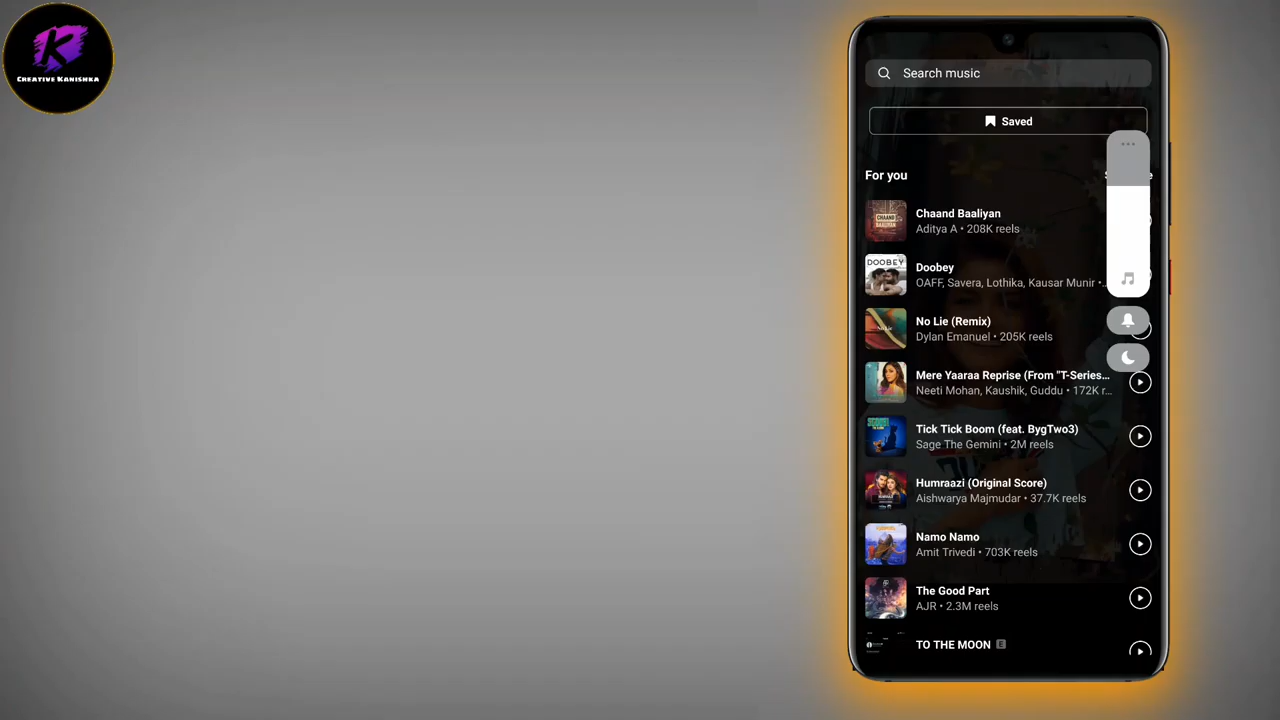 K
CREATIVE KANISHKA
Search music
Saved
For you
Chaand Baaliyan
Aditya A • 208K reels
DOOBEY
Doobey
OAFF, Savera, Lothika, Kausar Munir •..
No Lie (Remix)
Dylan Emanuel • 205K reels
Mere Yaaraa Reprise (From "T-Series...
Neeti Mohan, Kaushik, Guddu • 172K r...
Tick Tick Boom (feat. BygTwo3)
Sage The Gemini • 2M reels
Humraazi (Original Score)
Aishwarya Majmudar • 37.7K reels
Namo Namo
Amit Trivedi • 703K reels
The Good Part
AJR • 2.3M reels
TO THE MOON E